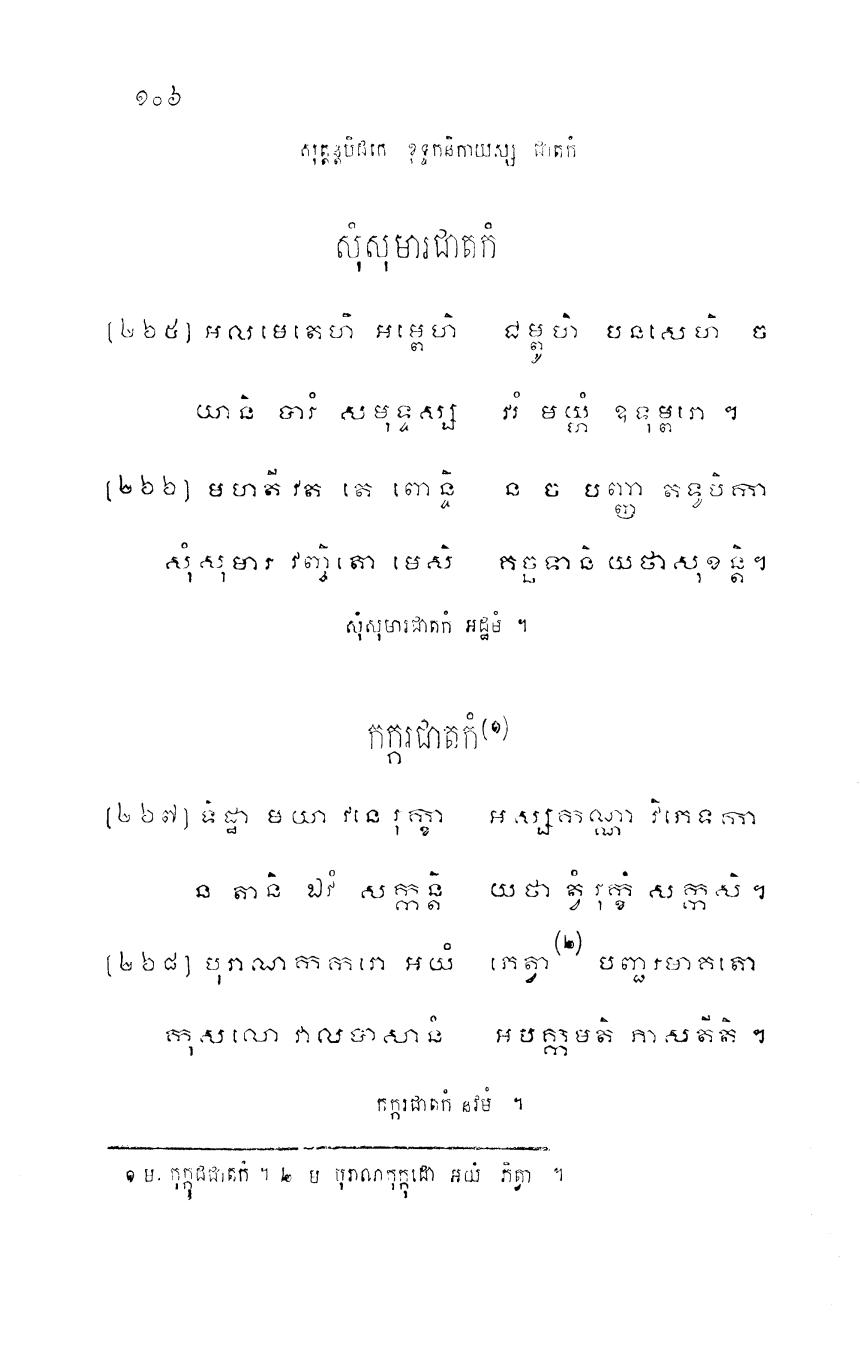 ១០៦
សុត្តន្តបិដកេ ខុទ្ទកនិកាយស្ស ជាតកំ
សុំសុមារជាតកំ
[២៦៥] អលមេតេហិ អម្ពេហិ ជម្ពូហិ បនសេហិ ច
យានិ បារំ សមុទ្ទស្ស វរំ មយ្ហំ ឧទុម្ពរោ ។
[២៦៦] មហតី វត តេ ពោន្ទិ ន ច បញ្ញា តទូបិកា
សុំសុមារ វញ្ចិតោ មេសិ គច្ឆទានិ យថាសុខន្តិ។
សុំសុមារជាតកំ អដ្ឋមំ ។
កក្ករជាតកំ(១)
[២៦៧] ទិដ្ឋា មយា វនេ រុក្ខា អស្សកណ្ណា វិភេទកា
ន តានិ ឯវំ សក្កន្តិ យថា ត្វំ រុក្ខំ សក្កសិ។
[២៦៨] បុរាណកក្ករោ អយំ ភេត្វា(២) បញ្ជរមាគតោ
កុសលោ វាលបាសានំ អបក្កមតិ ភាសតីតិ ។
កក្ករជាតកំ នវមំ ។
១ ម. កុក្កុដជាតកំ ។ ២ ម បុរាណកុក្កុដោ អយំ ភិត្វា ។